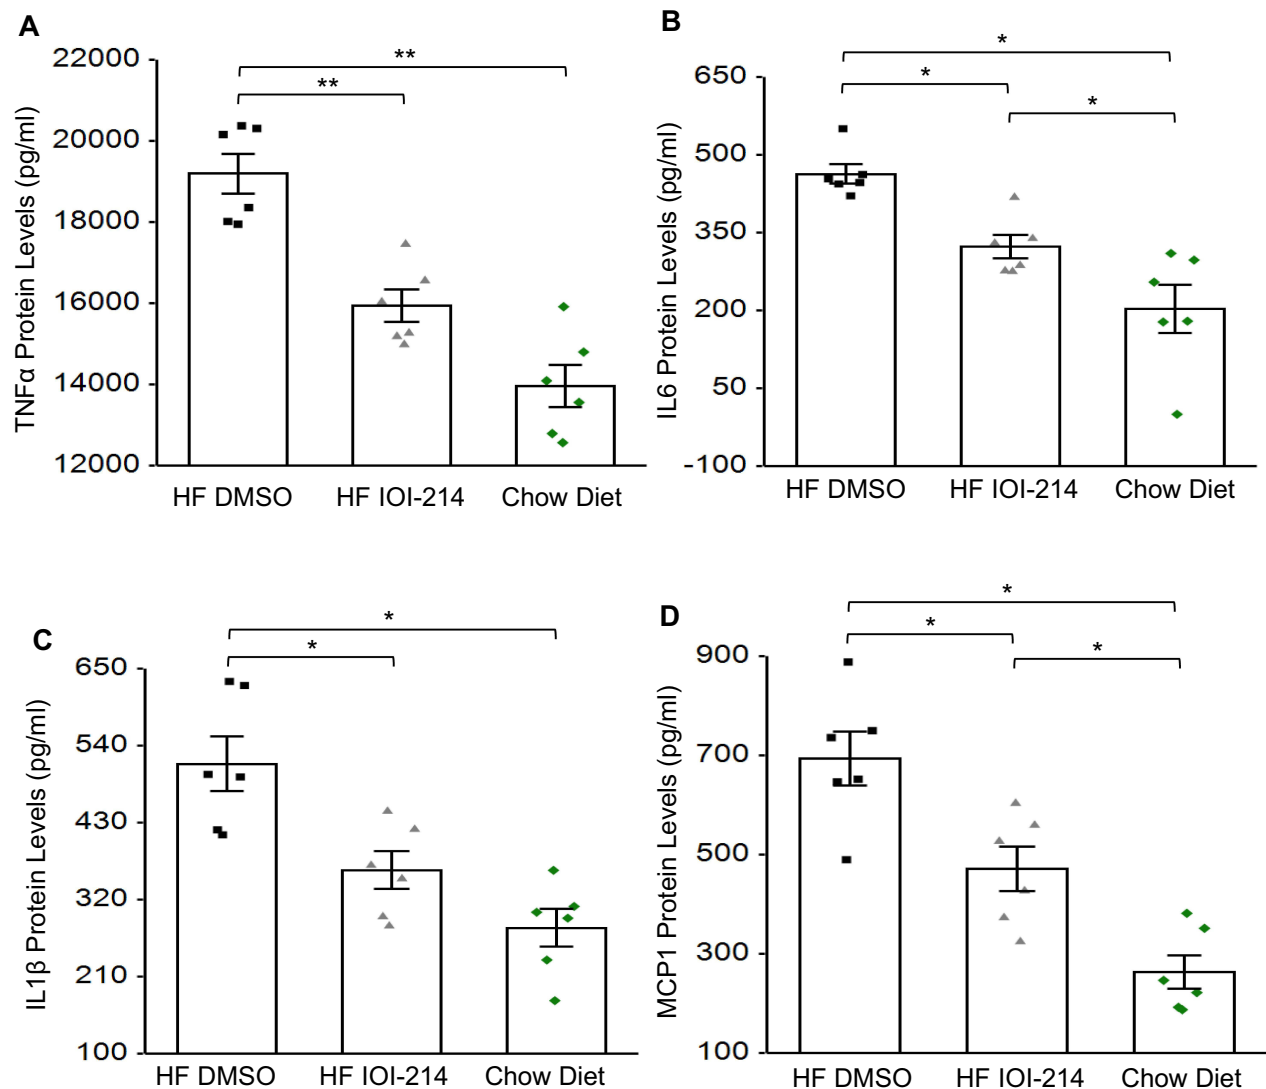 A
TNFα Protein Levels (pg/ml)
22000
20000
18000
16000
14000
12000
**
**
HF DMSO HF IOI-214 Chow Diet
B
IL6 Protein Levels (pg/ml)
650
500
350
200
50
-100
*
*
*
HF DMSO HF IOI-214 Chow Diet
C
IL1β Protein Levels (pg/ml)
650
540
430
320
210
100
*
*
HF DMSO HF IOI-214 Chow Diet
D
MCP1 Protein Levels (pg/ml)
900
700
500
300
100
*
*
*
HF DMSO HF IOI-214 Chow Diet